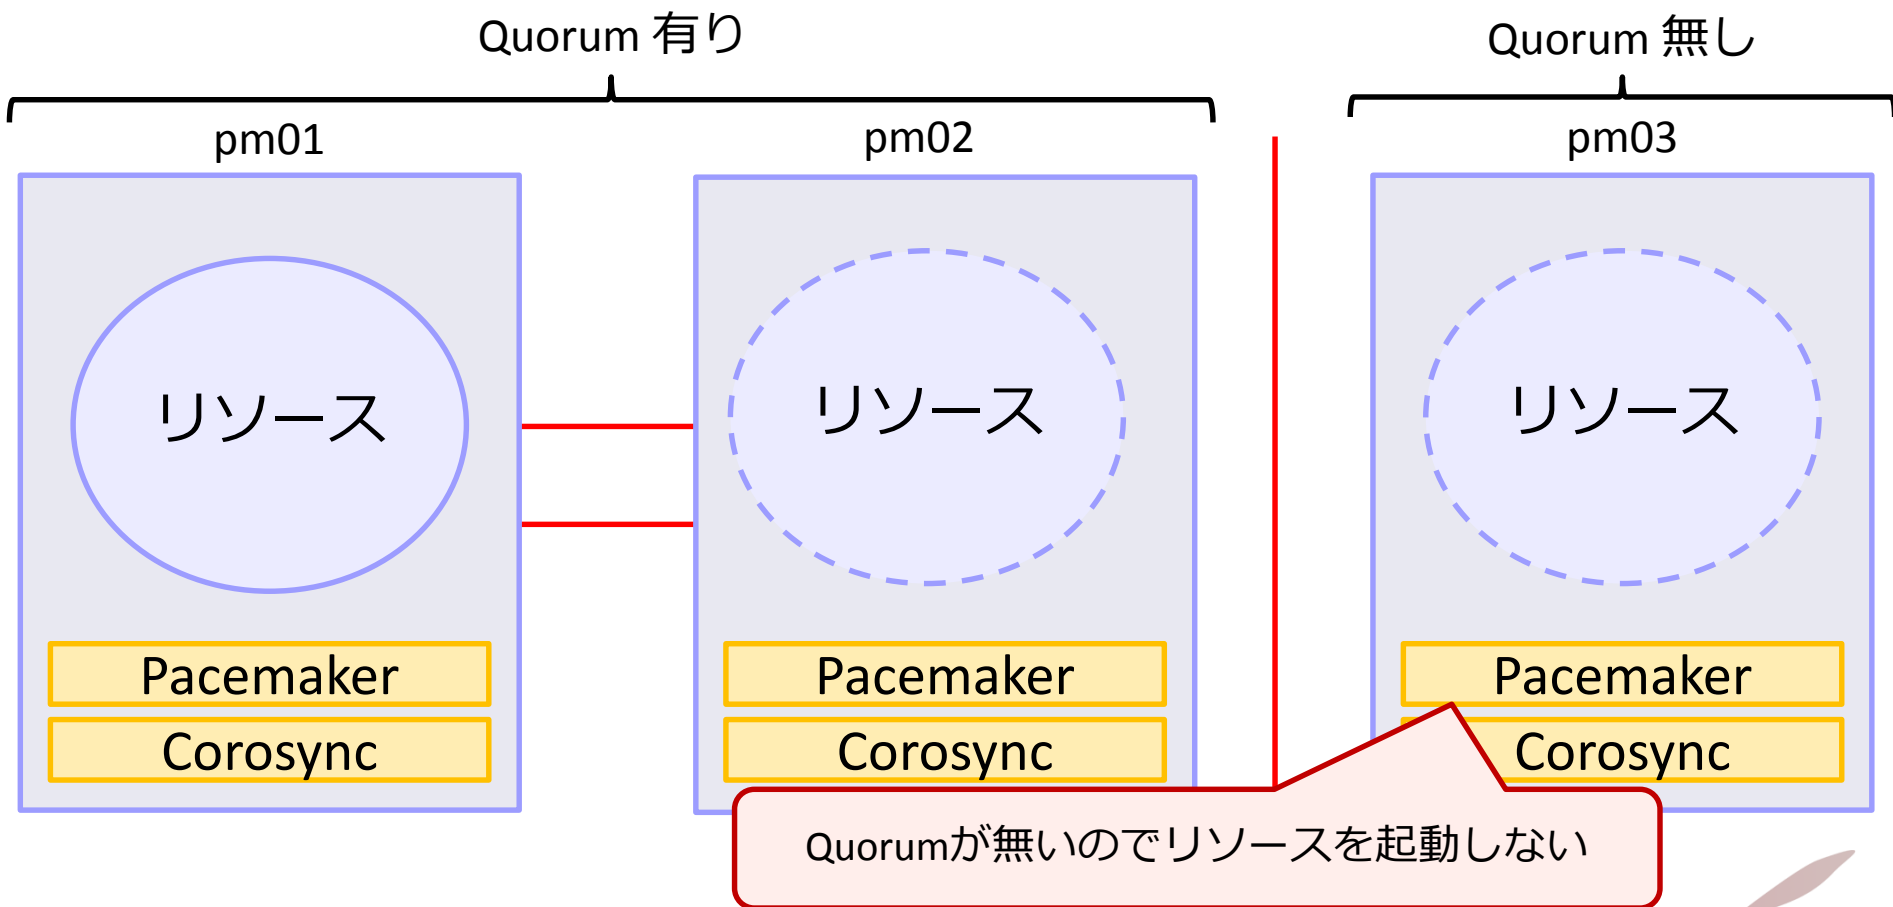 Quorum 有り
Quorum 無し
pm01
pm02
pm03
リソース
リソース
リソース
Pacemaker
Pacemaker
Pacemaker
Corosync
Corosync
Corosync
Quorumが無いのでリソースを起動しない